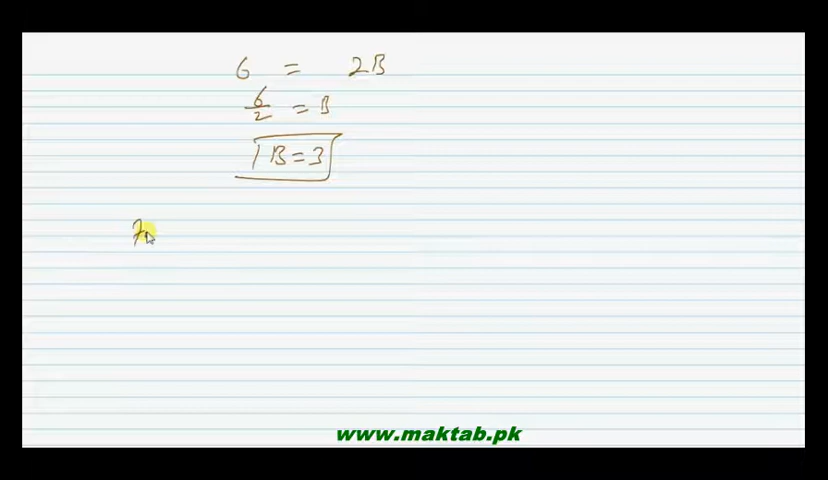 6 = 2B
6/2 = B
B = 3
www.maktab.pk